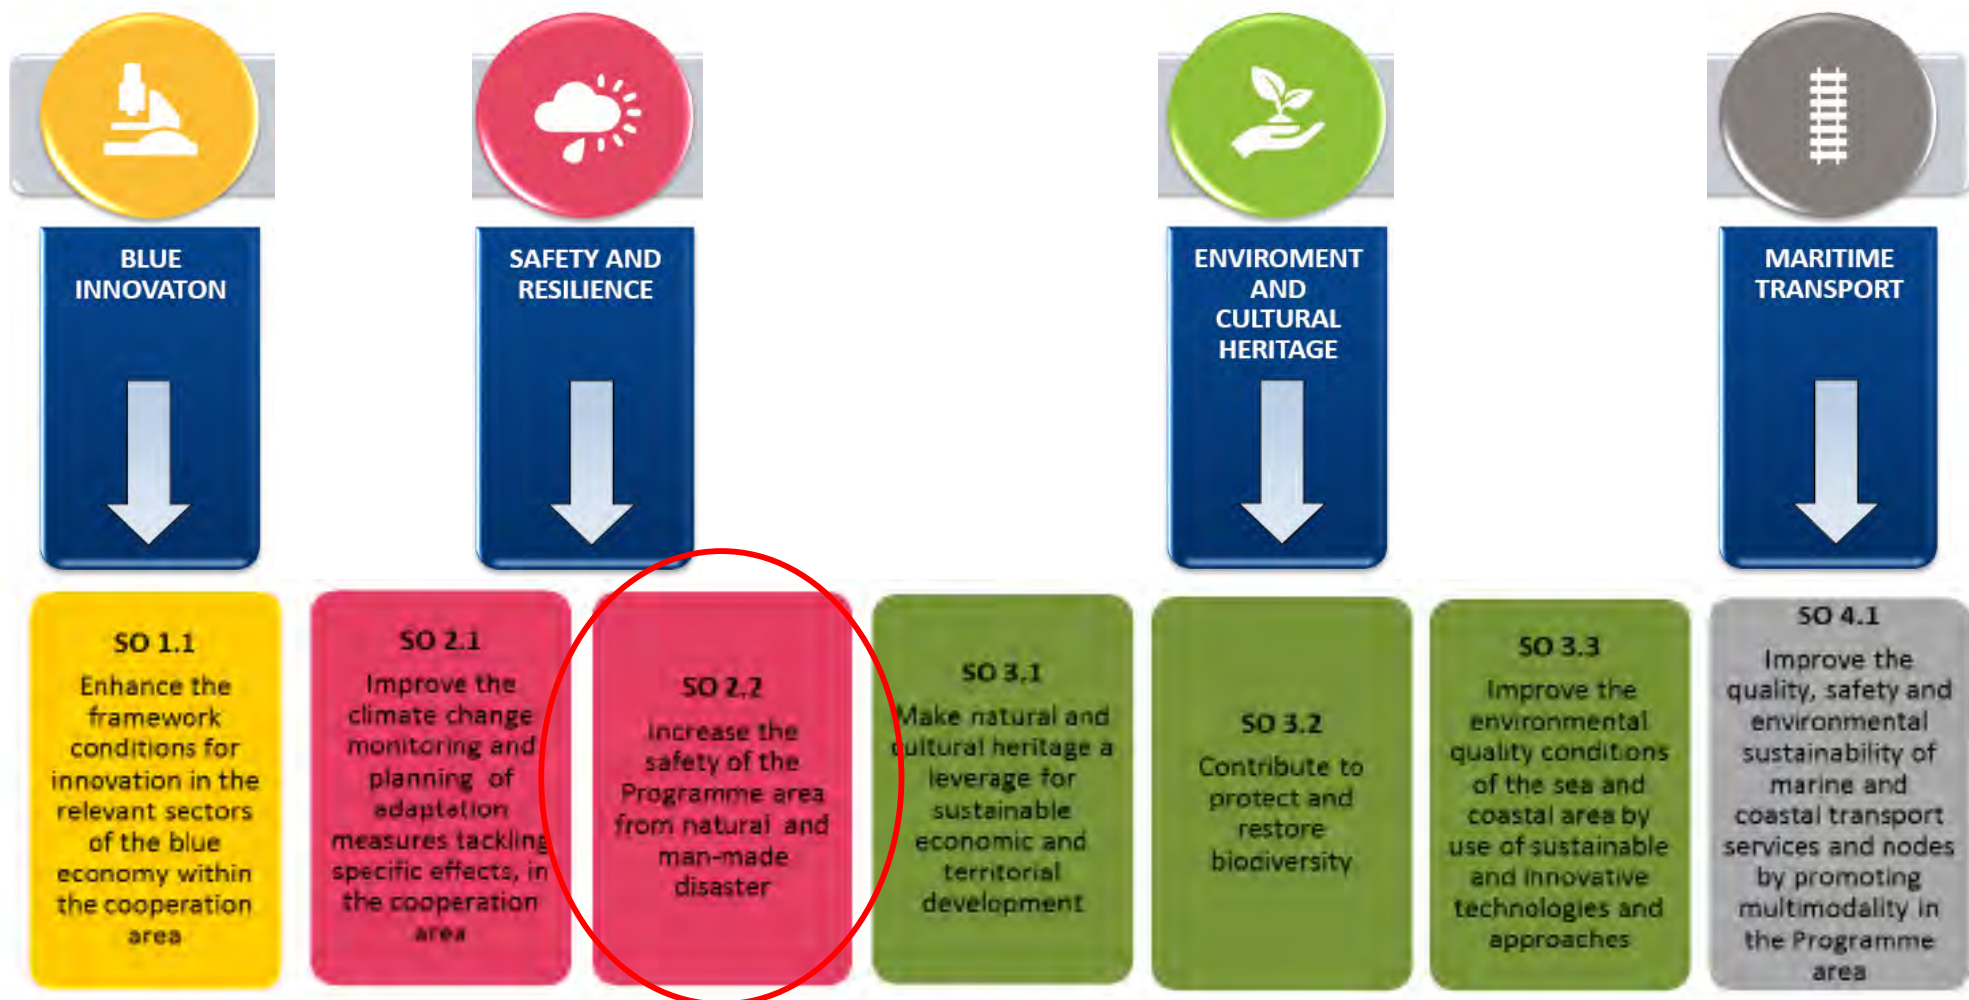 BLUE
INNOVATON
SAFETY AND
RESILIENCE
ENVIROMENT
AND
CULTURAL
HERITAGE
MARITIME
TRANSPORT
SO 1.1
Enhance the
framework
conditions for
innovation in the
relevant sectors
of the blue
economy within
the cooperation
area
SO 2.1
Improve the
climate change
monitoring and
planning of
adaptation
measures tackling
specific effects, in
the cooperation
area
SO 2.2
Increase the
safety of the
Programme area
from natural and
man-made
disaster
SO 3.1
Make natural and
cultural heritage a
leverage for
sustainable
economic and
territorial
development
SO 3.2
Contribute to
protect and
restore
biodiversity
SO 3.3
Improve the
environmental
quality conditions
of the sea and
coastal area by
use of sustainable
and innovative
technologies and
approaches
SO 4.1
Improve the
quality, safety and
environmental
sustainability of
marine and
coastal transport
services and nodes
by promoting
multimodality in
the Programme
area